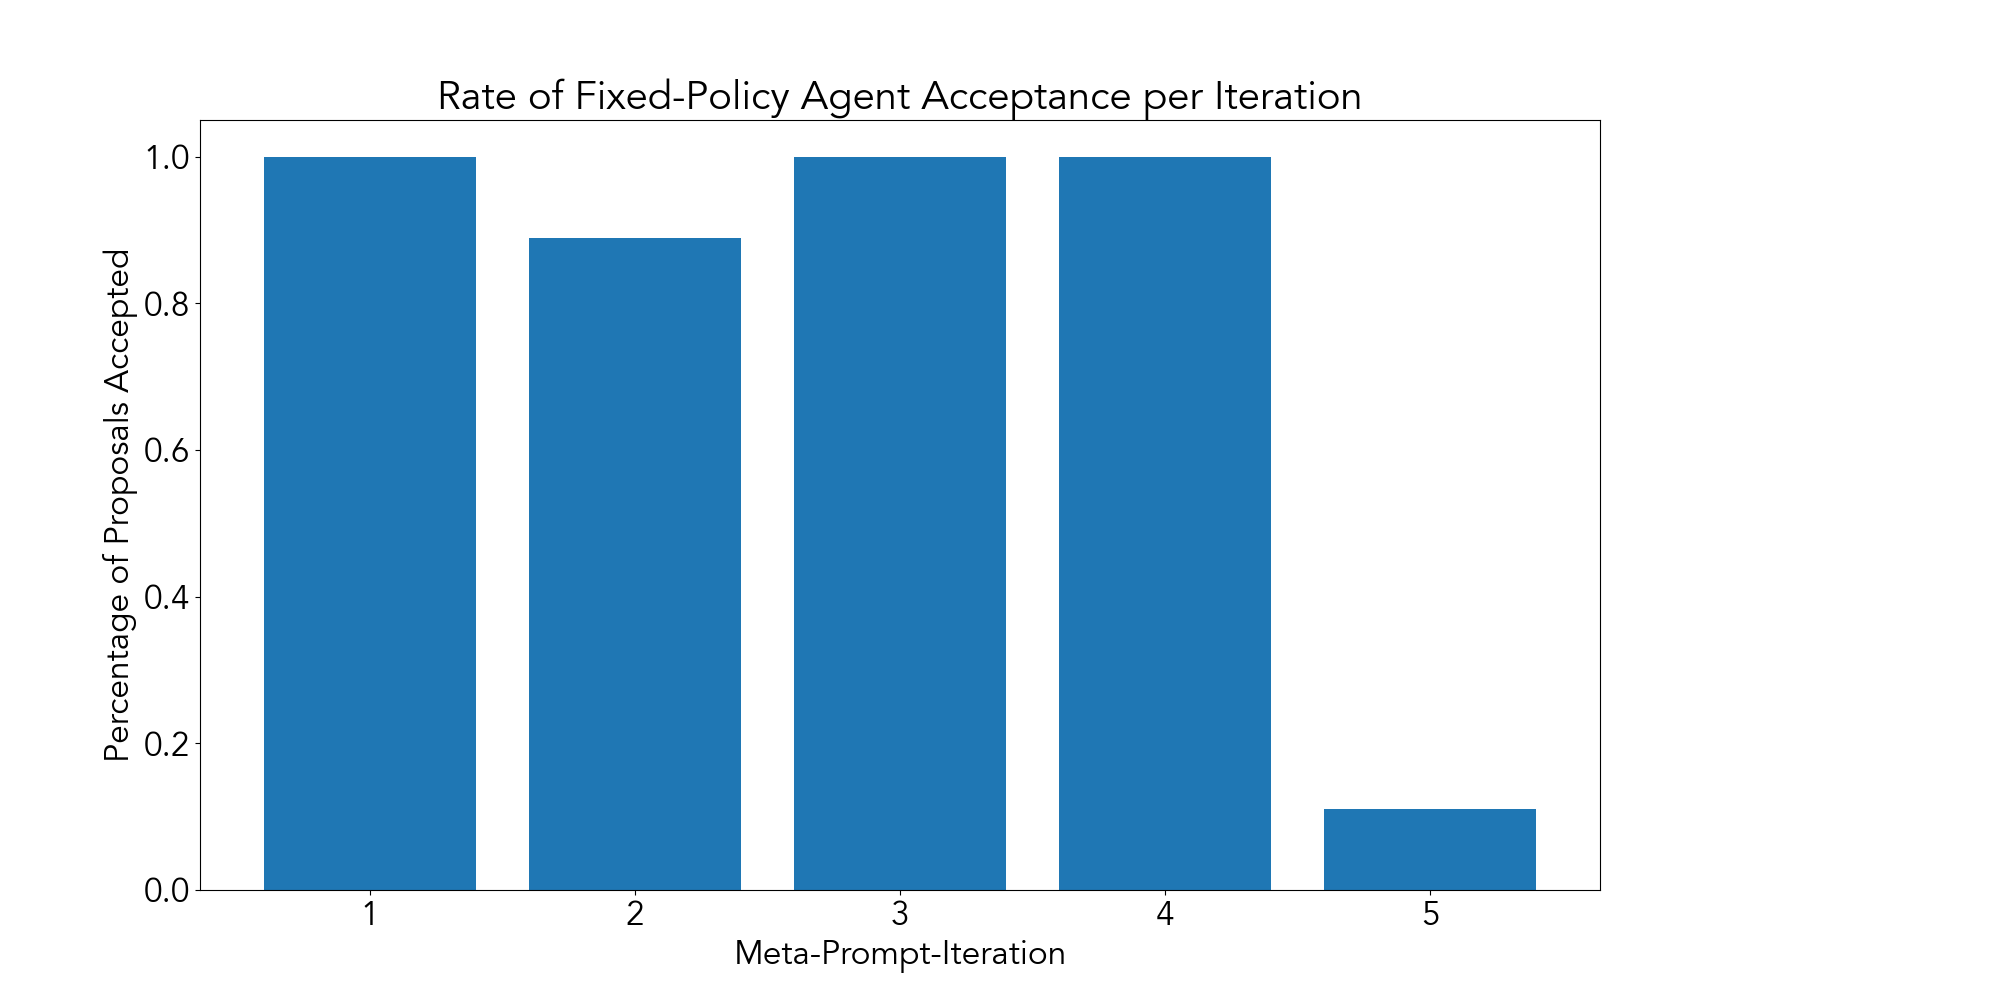 Rate of Fixed-Policy Agent Acceptance per Iteration
Percentage of Proposals Accepted
1.0
0.8
0.6
0.4
0.2
0.0
1 2 3 4 5
Meta-Prompt-Iteration